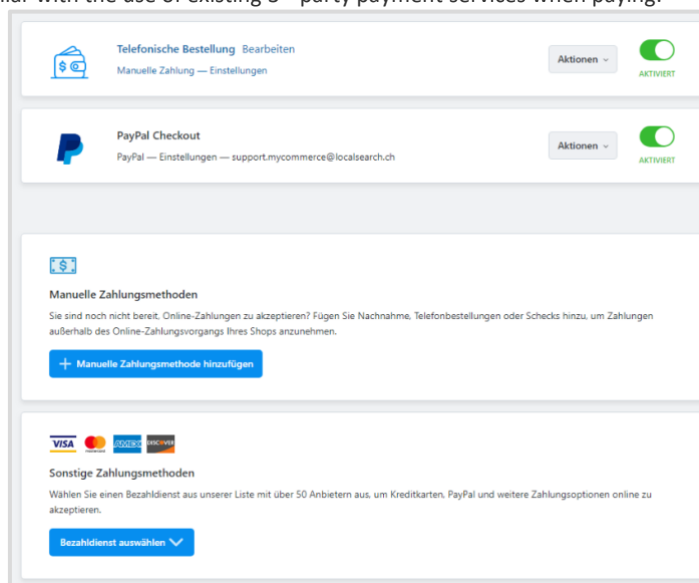 with the use of existing 3 party payment services when paying.
Telefonische Bestellung Bearbeiten
Manuelle Zahlung — Einstellungen
Aktionen
AKTIVIERT
PayPal Checkout
PayPal — Einstellungen — support.mycommerce@localsearch.ch
Aktionen
AKTIVIERT
$
Manuelle Zahlungsmethoden
Sie sind noch nicht bereit, Online-Zahlungen zu akzeptieren? Fügen Sie Nachnahme, Telefonbestellungen oder Schecks hinzu, um Zahlungen
außerhalb des Online-Zahlungsvorgangs Ihres Shops anzunehmen.
+ Manuelle Zahlungsmethode hinzufügen
VISA AMEX DISCOVER
Sonstige Zahlungsmethoden
Wählen Sie einen Bezahldienst aus unserer Liste mit über 50 Anbietern aus, um Kreditkarten, PayPal und weitere Zahlungsoptionen online zu
akzeptieren.
Bezahldienst auswählen